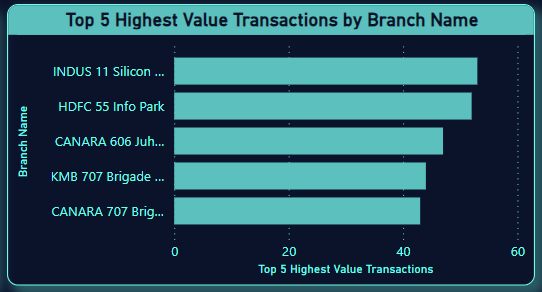 Top 5 Highest Value Transactions by Branch Name
Branch Name
INDUS 11 Silicon ...
HDFC 55 Info Park
CANARA 606 Juh...
KMB 707 Brigade ...
CANARA 707 Brig...
0 20 40 60
Top 5 Highest Value Transactions